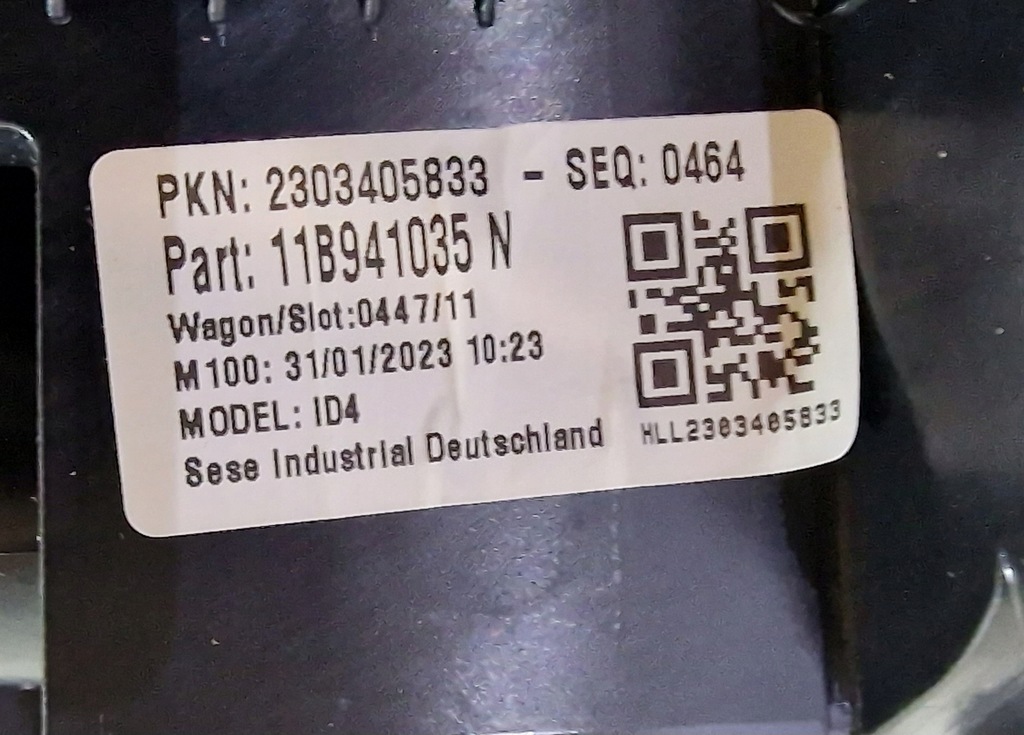 PKN: 2303405833 - SEQ: 0464
Part: 11B941035 N
Wagon/Slot:0447/11
M100: 31/01/2023 10:23
MODEL: ID4
Sese Industrial Deutschland
HLL2303405833